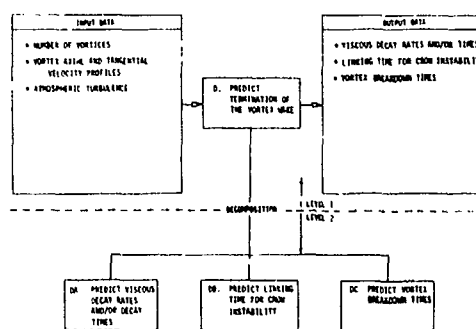 INPUT DATA
• NUMBER OF VORTICES
• VORTEX AXIAL AND TANGENTIAL
VELOCITY PROFILES
• ATMOSPHERIC TURBULENCE
D. PREDICT
TERMINATION OF
THE VORTEX WAKE
OUTPUT DATA
• VISCOUS DECAY RATES AND/OR TIMES
• LINKING TIME FOR CROW INSTABILIT
• VORTEX BREAKDOWN TIMES
DECOMPOSITION
LEVEL 1
LEVEL 2
DA PREDICT VISCOUS
DECAY RATES
AND/OR DECAY
TIMES
DB. PREDICT LINKING
TIME FOR CROW
INSTABILITY
DC PREDICT VORTEX
BREAKDOWN TIMES